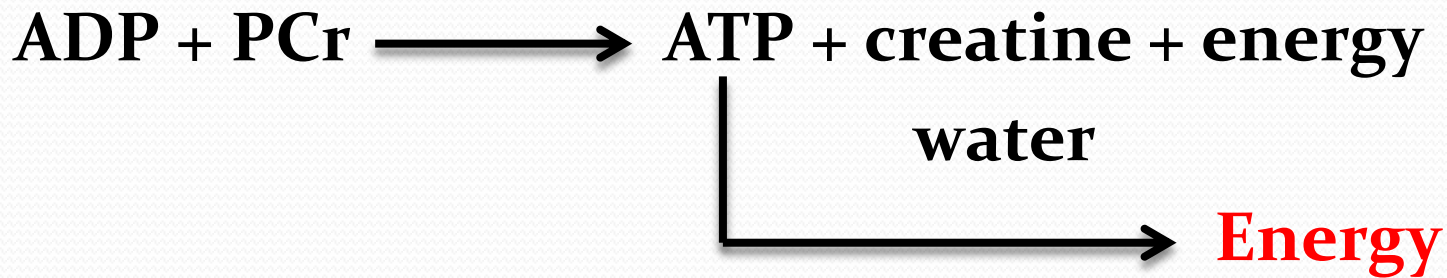 ADP + PCr ATP + creatine + energy
water
Energy